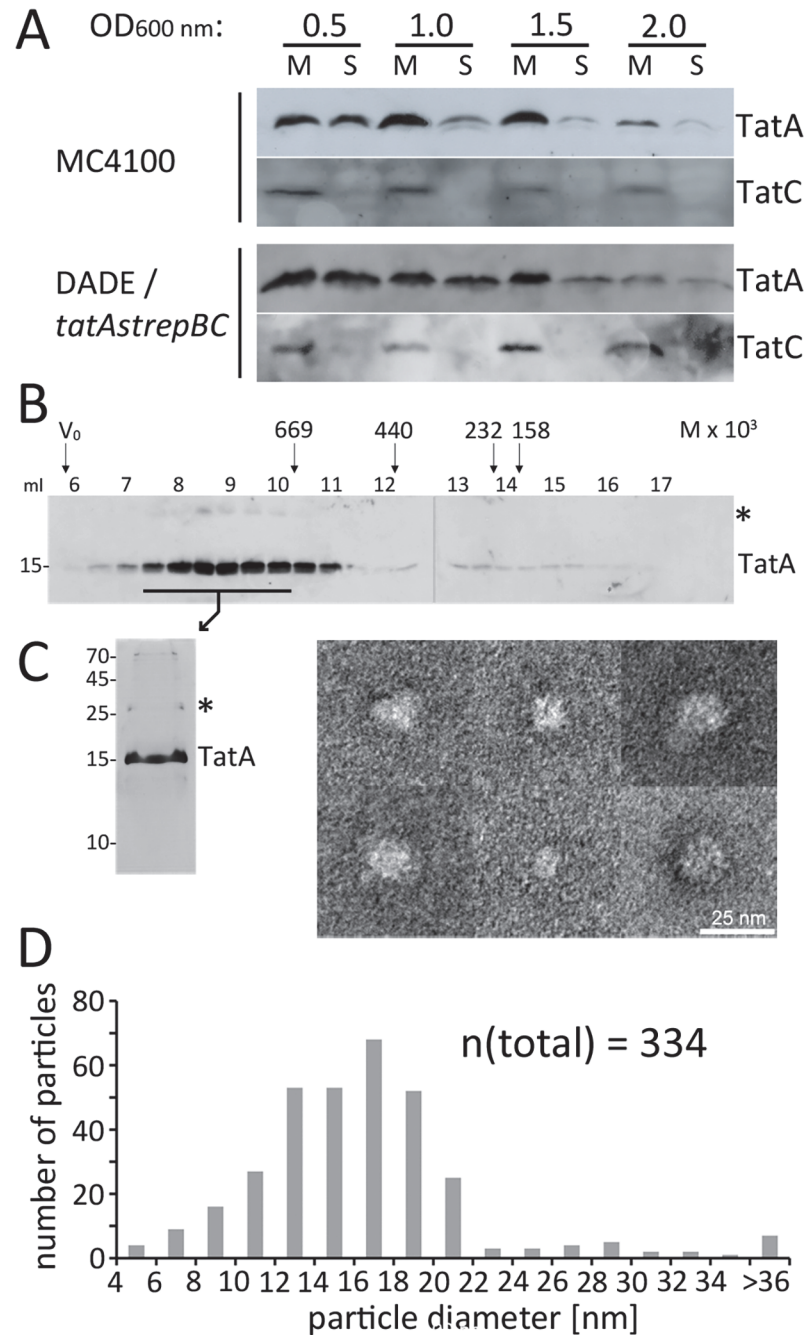 A
OD600 nm: 0.5 1.0 1.5 2.0
M S M S M S M S
MC4100
TatA
TatC
DADE /
tatAstrepBC
TatA
TatC
B
V0 669 440 232 158 M x 10³
ml 6 7 8 9 10 11 12 13 14 15 16 17
*
15- TatA
C
70-
45-
25- *
15- TatA
10-
25 nm
D
number of particles
80
60
40
20
0
n(total) = 334
4 6 8 10 12 14 16 18 20 22 24 26 28 30 32 34 >36
particle diameter [nm]